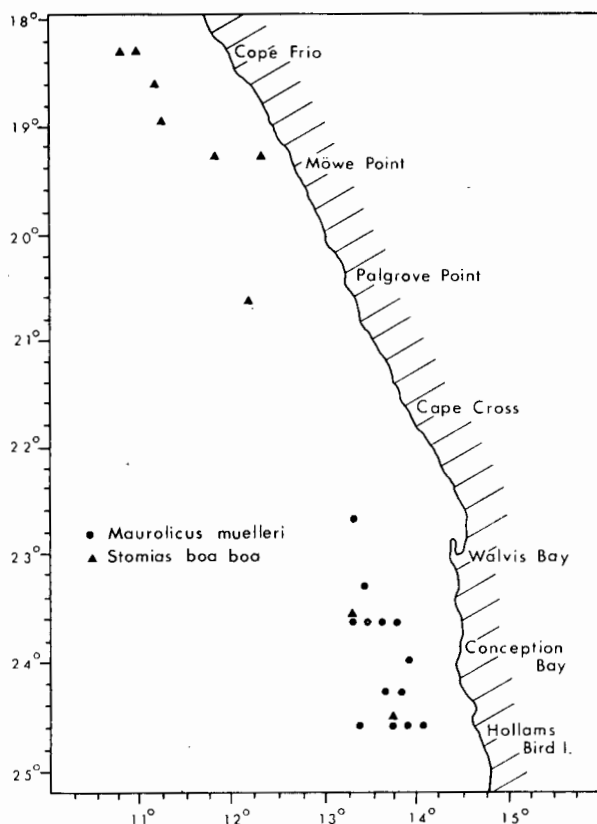 18°
Cape Frio
19°
Möwe Point
20°
Palgrove Point
21°
Cape Cross
22°
● Maurolicus muelleri
▲ Stomias boa boa
23°
Walvis Bay
24°
Conception
Bay
Hollams
Bird I.
25°
11° 12° 13° 14° 15°